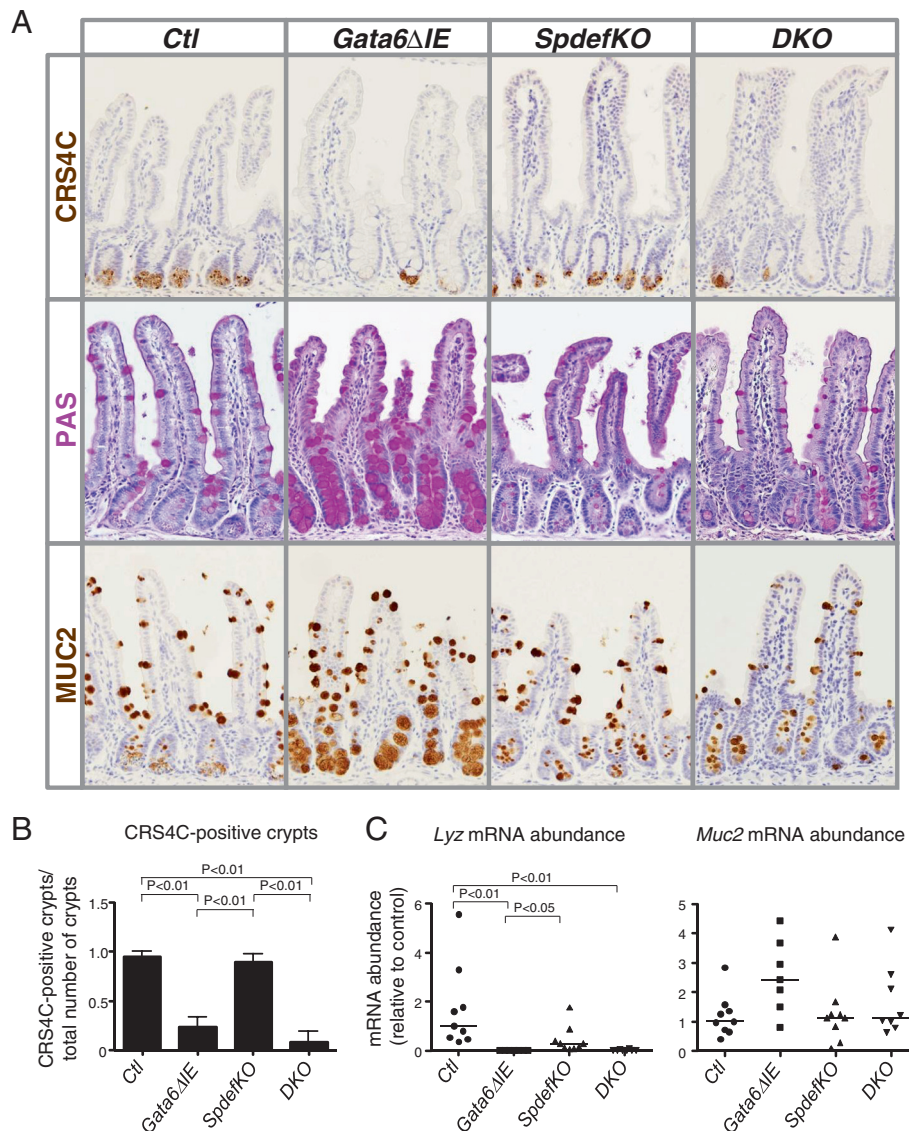 A
Ctl Gata6ΔIE SpdefKO DKO
CRS4C
PAS
MUC2
B
CRS4C-positive crypts
P<0.01
P<0.01 P<0.01
P<0.01
CRS4C-positive crypts/
total number of crypts
1.5
1.0
0.5
0
Ctl
Gata6ΔIE
SpdefKO
DKO
C
Lyz mRNA abundance
P<0.01
P<0.01
P<0.05
mRNA abundance
(relative to control)
6
4
2
0
Ctl
Gata6ΔIE
SpdefKO
DKO
Muc2 mRNA abundance
5
4
3
2
1
0
Ctl
Gata6ΔIE
SpdefKO
DKO